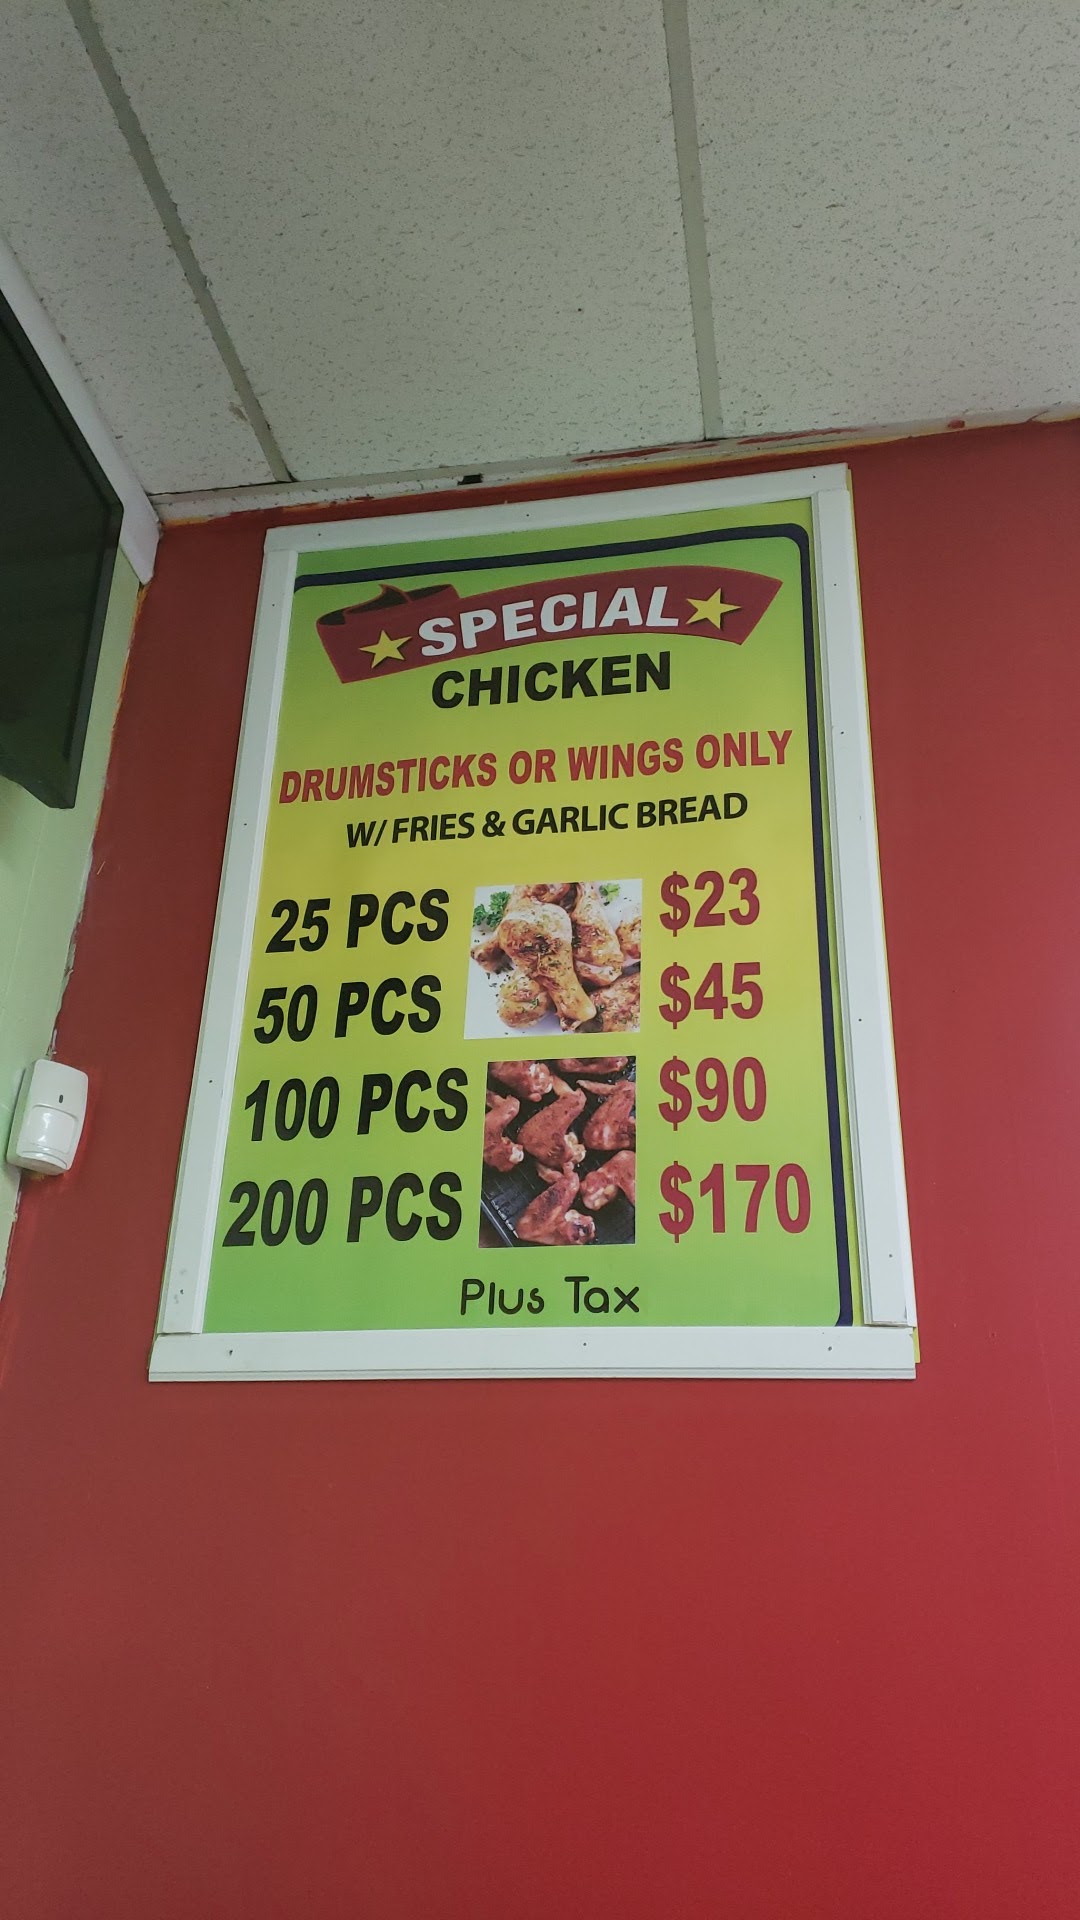 SPECIAL
CHICKEN
DRUMSTICKS OR WINGS ONLY
W/ FRIES & GARLIC BREAD
25 PCS $23
50 PCS $45
100 PCS $90
200 PCS $170
Plus Tax